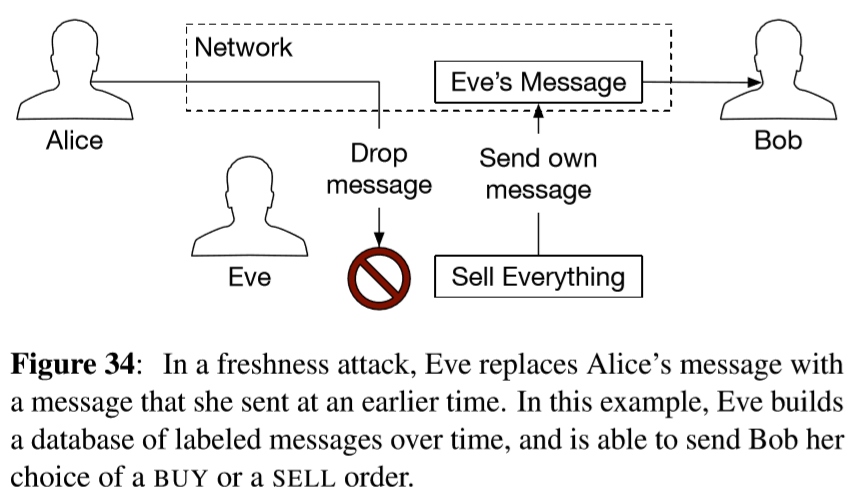 Network
Eve's Message
Alice
Bob
Drop
message
Send own
message
Eve
Sell Everything
Figure 34: In a freshness attack, Eve replaces Alice's message with
a message that she sent at an earlier time. In this example, Eve builds
a database of labeled messages over time, and is able to send Bob her
choice of a BUY or a SELL order.